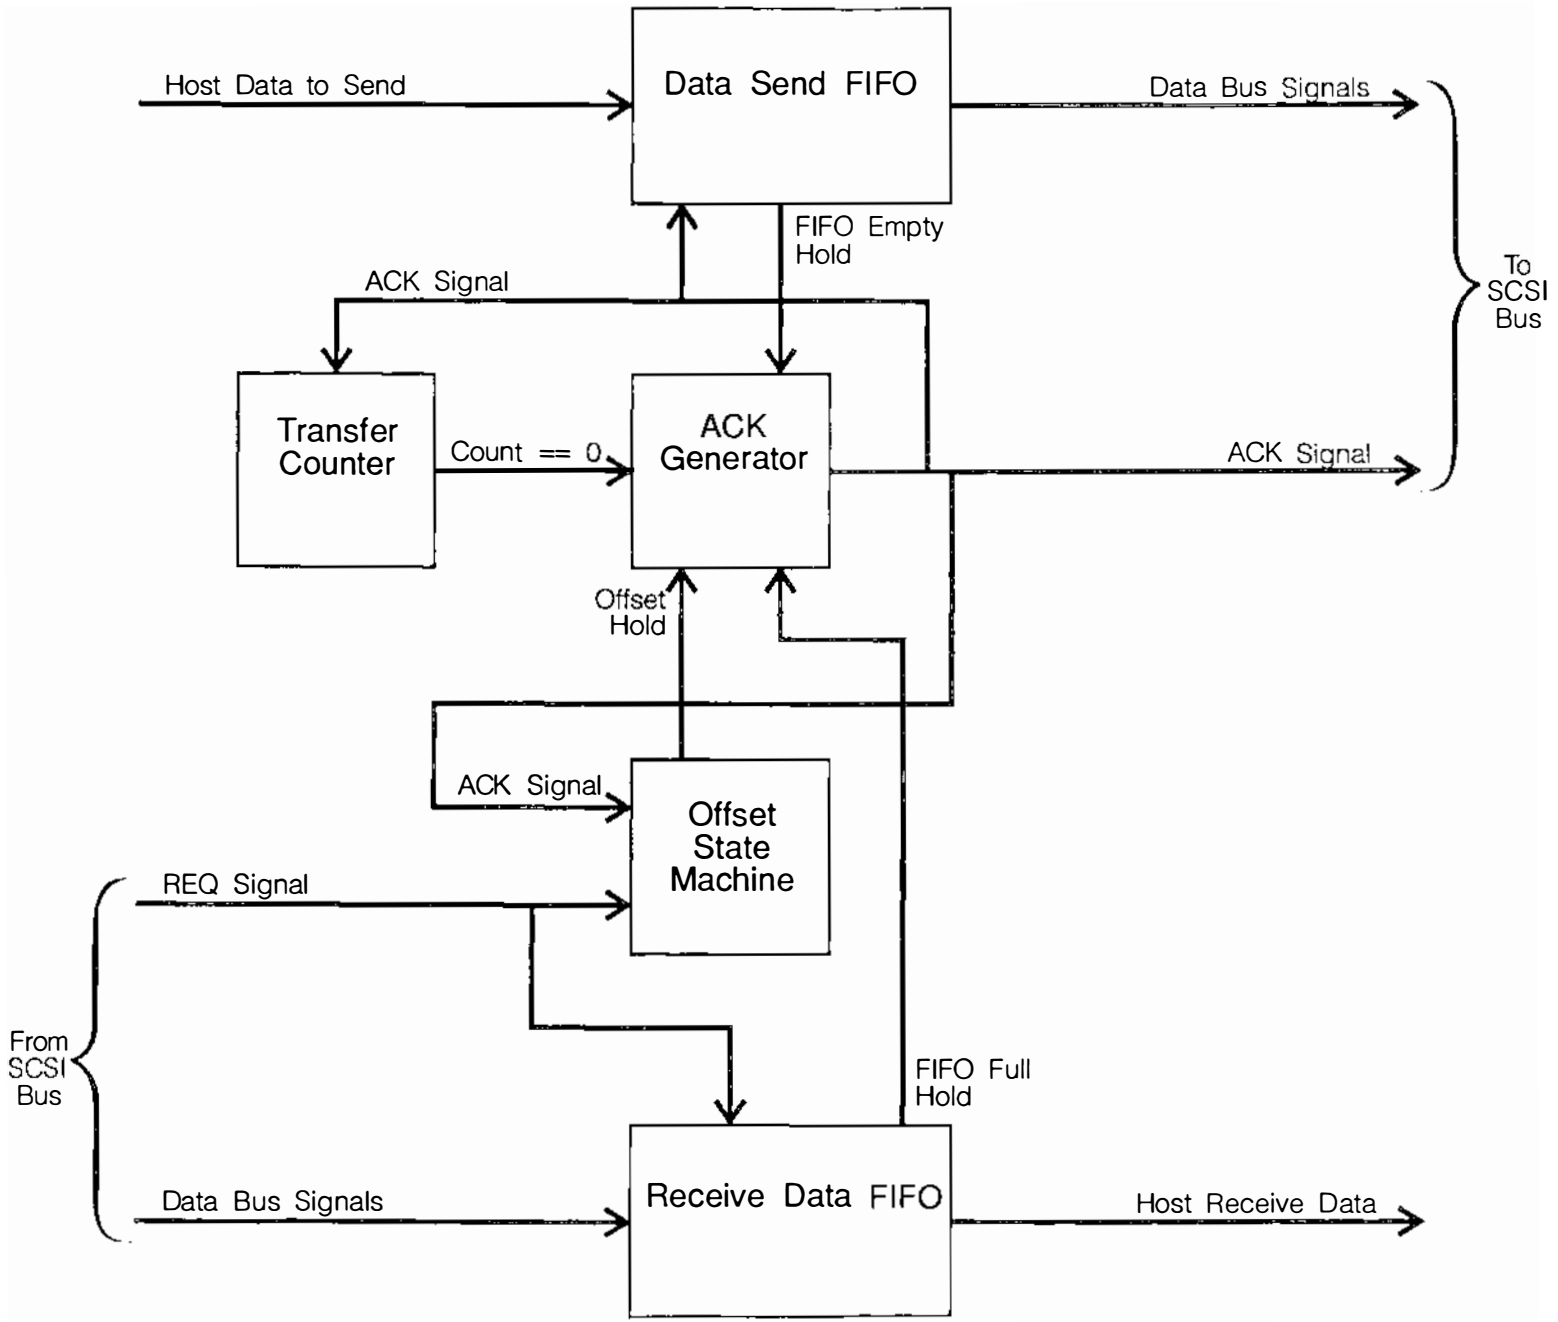 Host Data to Send
Data Send FIFO
Data Bus Signals
FIFO Empty
Hold
ACK Signal
To
SCSI
Bus
Transfer
Counter
Count == 0
ACK
Generator
ACK Signal
Offset
Hold
ACK Signal
Offset
State
Machine
REQ Signal
From
SCSI
Bus
FIFO Full
Hold
Data Bus Signals
Receive Data FIFO
Host Receive Data